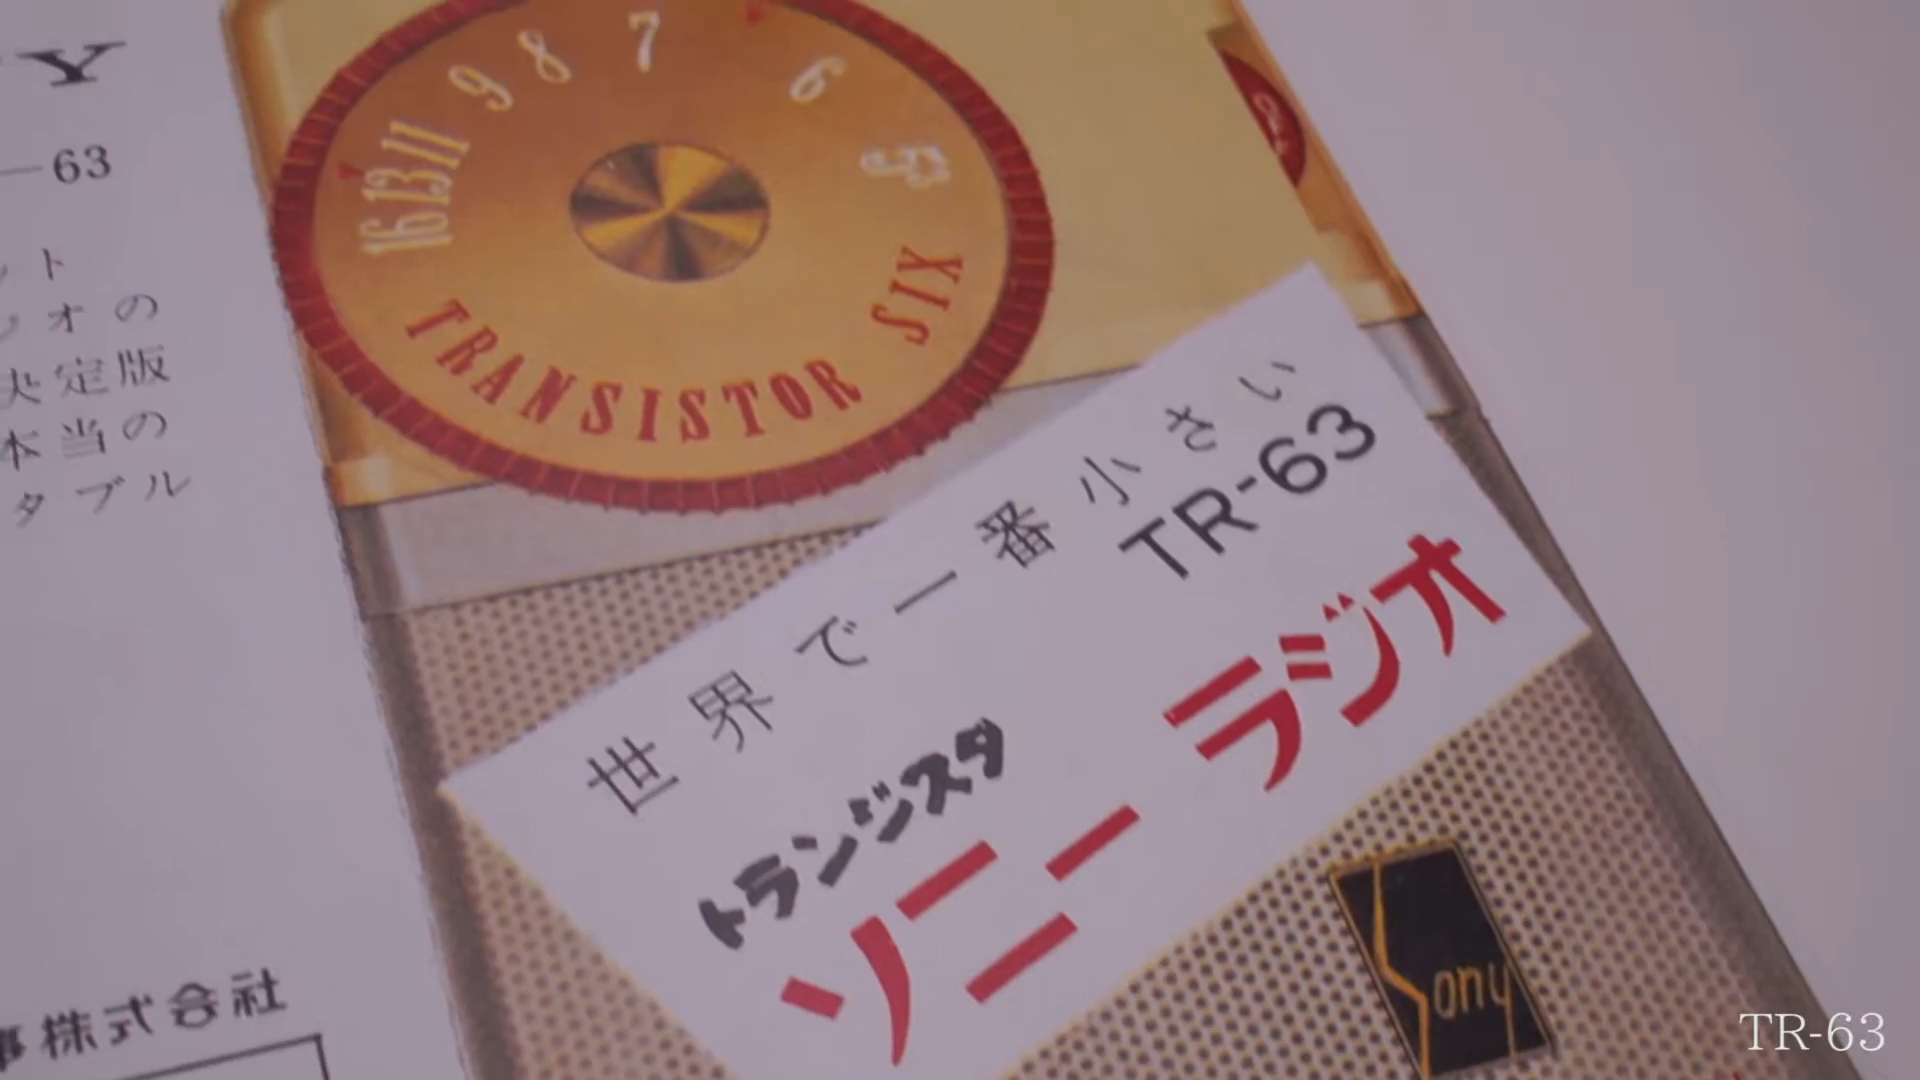 Y
—63
ット
オの
決定版
本当の
タブル
株式会社
16 13 11 9 8 7 6 5
TRANSISTOR SIX
世界で一番小さい
TR-63
トランジスタ
ソニー ラジオ
Sony
TR-63